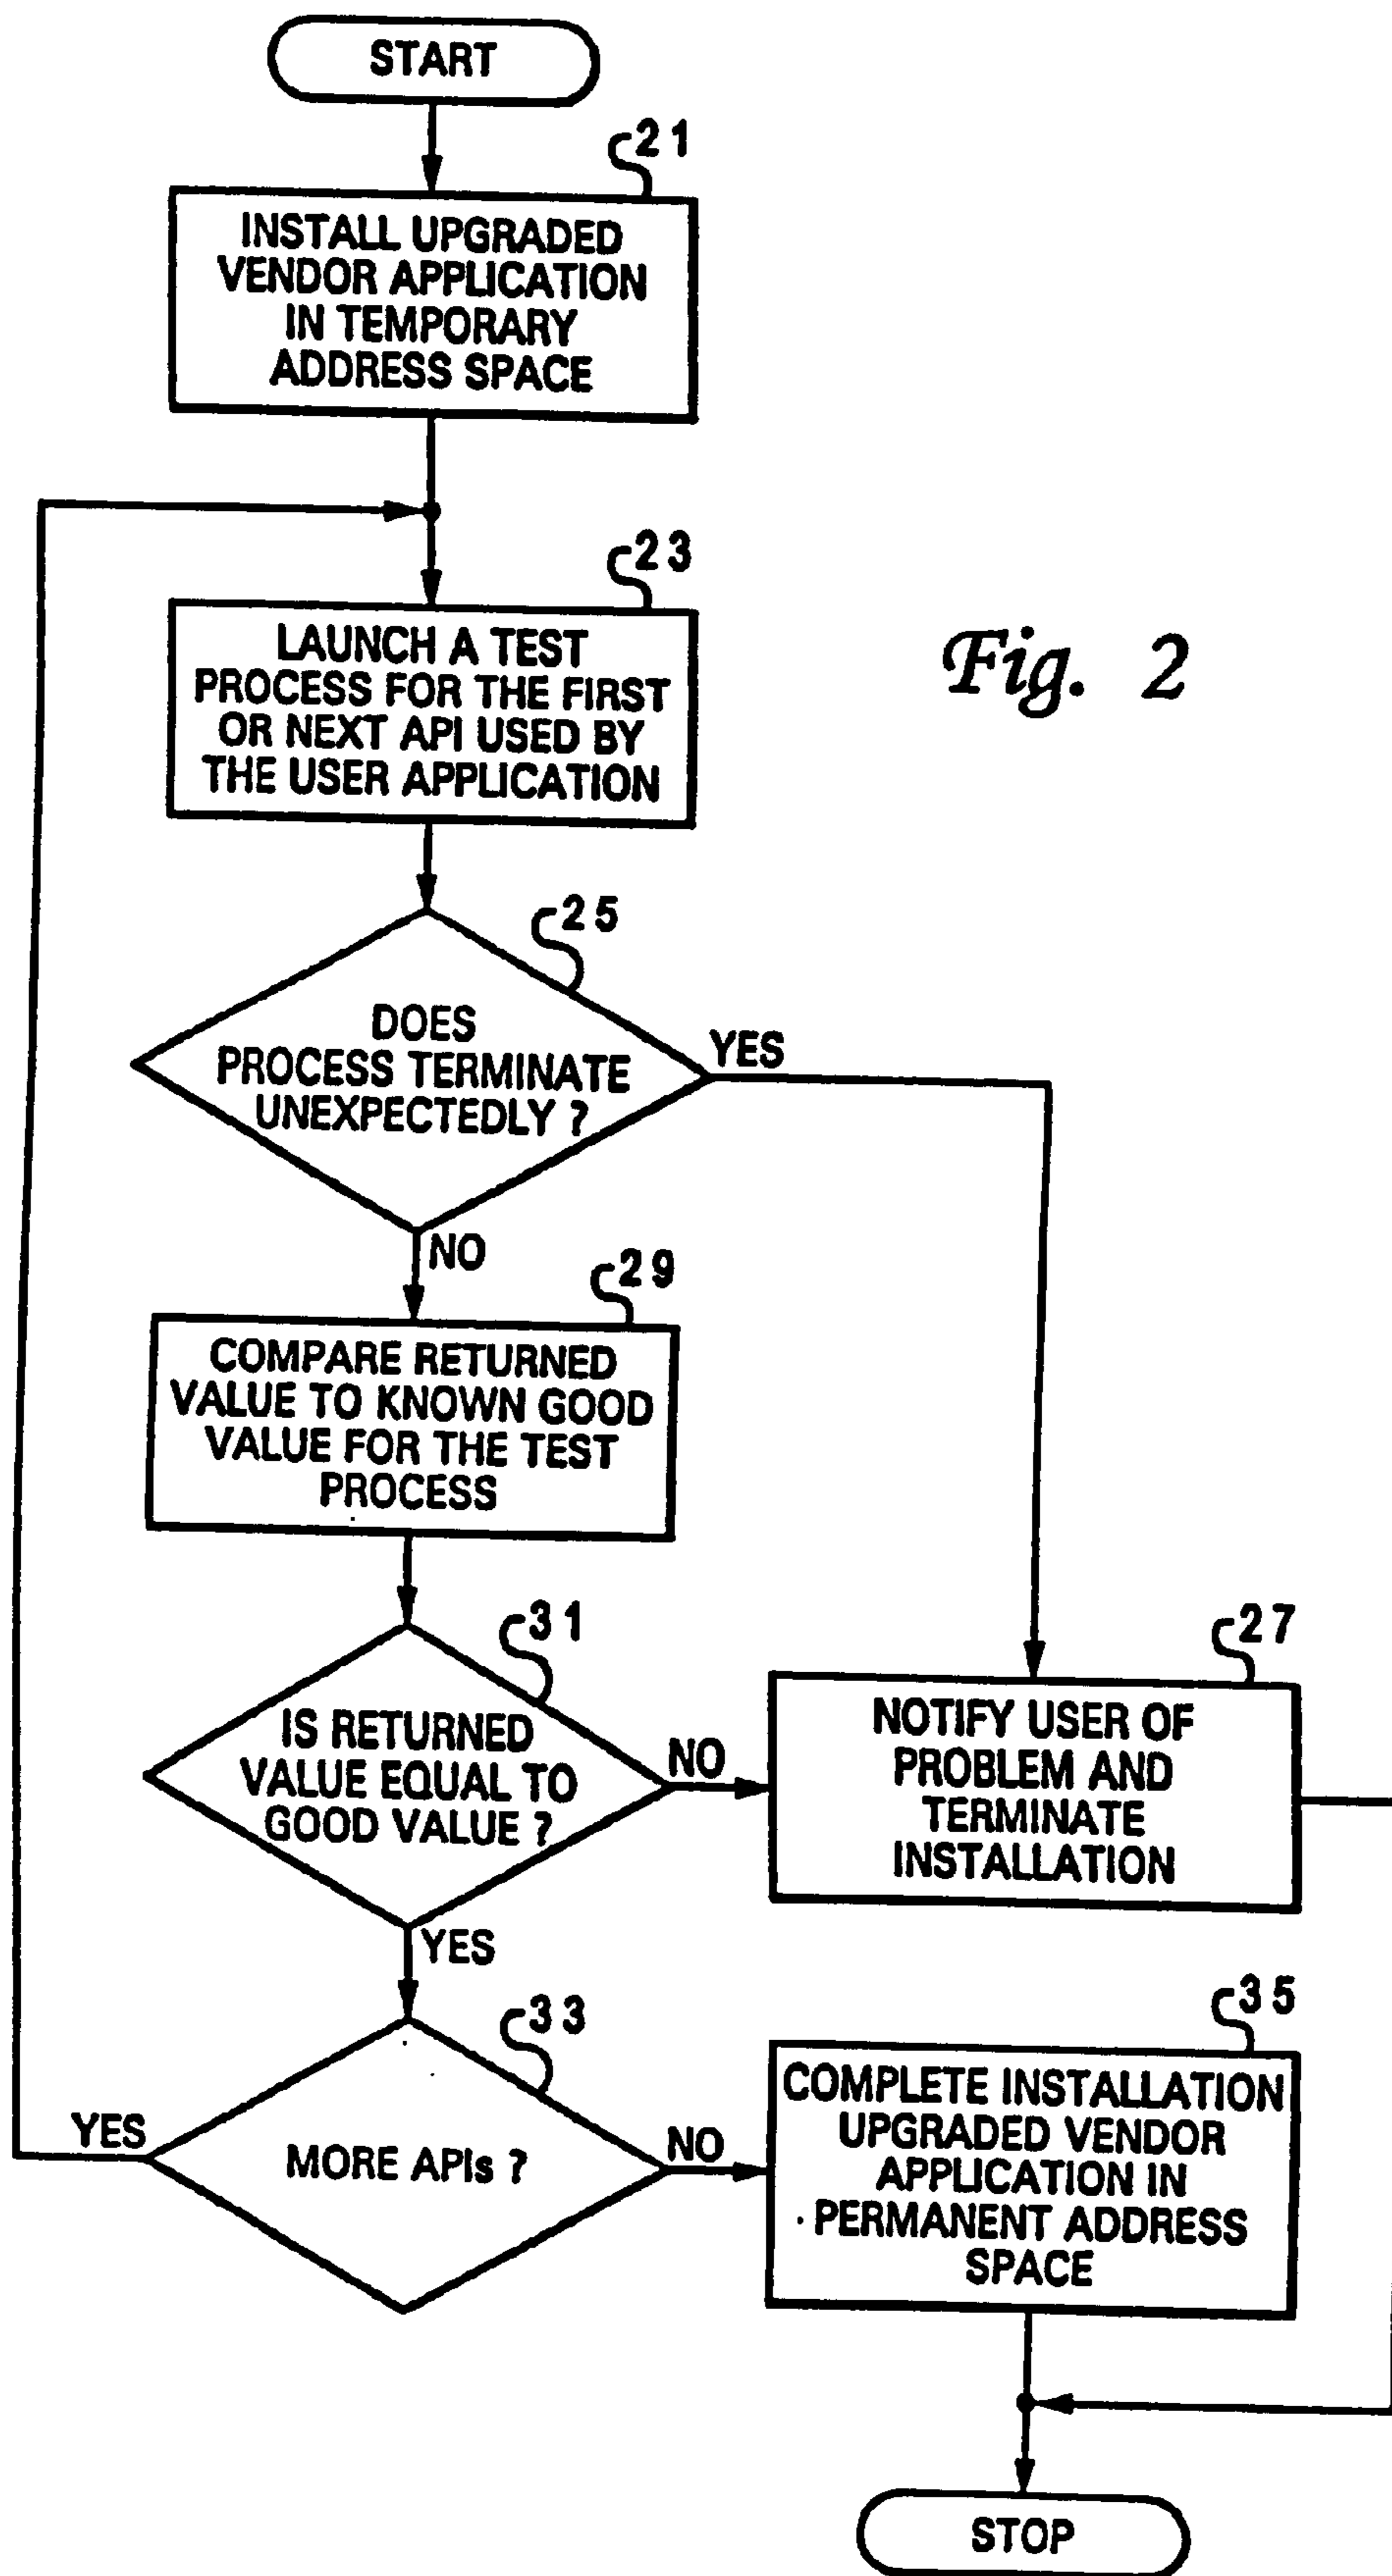 START
21
INSTALL UPGRADED
VENDOR APPLICATION
IN TEMPORARY
ADDRESS SPACE
23
LAUNCH A TEST
PROCESS FOR THE FIRST
OR NEXT API USED BY
THE USER APPLICATION
Fig. 2
25
DOES
PROCESS TERMINATE
UNEXPECTEDLY ?
YES
NO
29
COMPARE RETURNED
VALUE TO KNOWN GOOD
VALUE FOR THE TEST
PROCESS
31
IS RETURNED
VALUE EQUAL TO
GOOD VALUE ?
NO
YES
27
NOTIFY USER OF
PROBLEM AND
TERMINATE
INSTALLATION
33
MORE APIs ?
YES
NO
35
COMPLETE INSTALLATION
UPGRADED VENDOR
APPLICATION IN
PERMANENT ADDRESS
SPACE
STOP